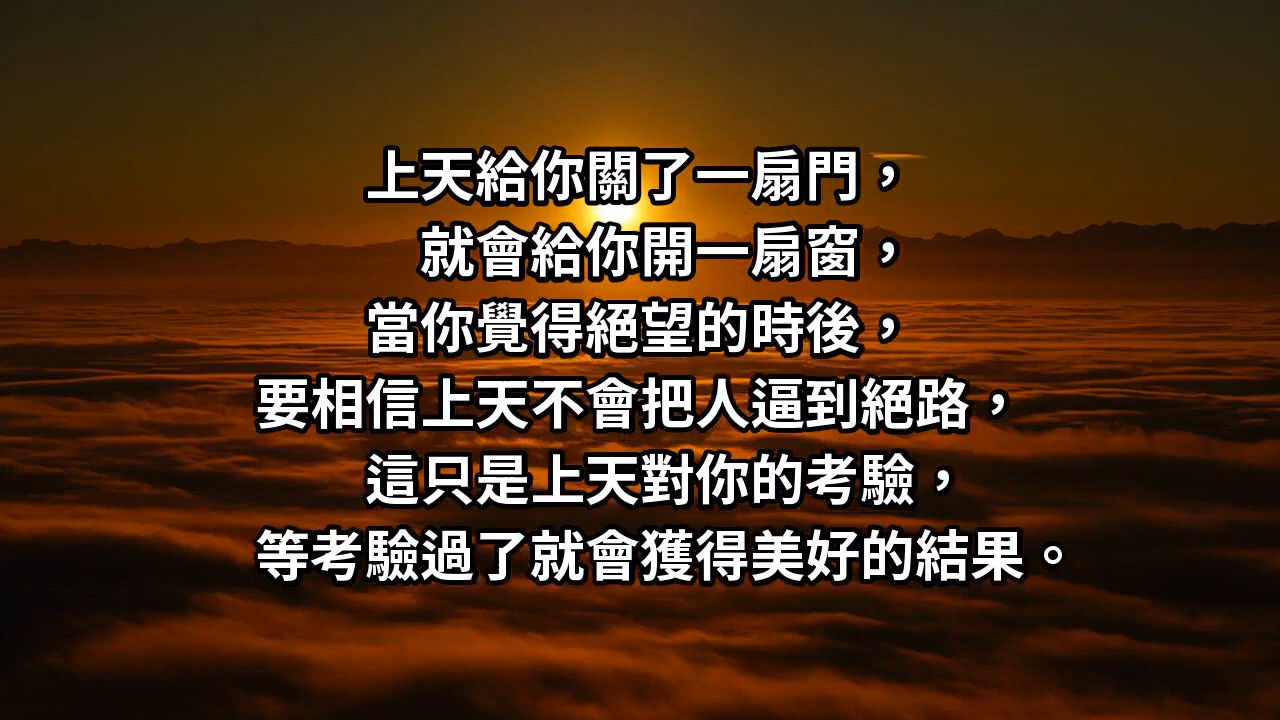 上天給你關了一扇門，
就會給你開一扇窗，
當你覺得絕望的時後，
要相信上天不會把人逼到絕路，
這只是上天對你的考驗，
等考驗過了就會獲得美好的結果。